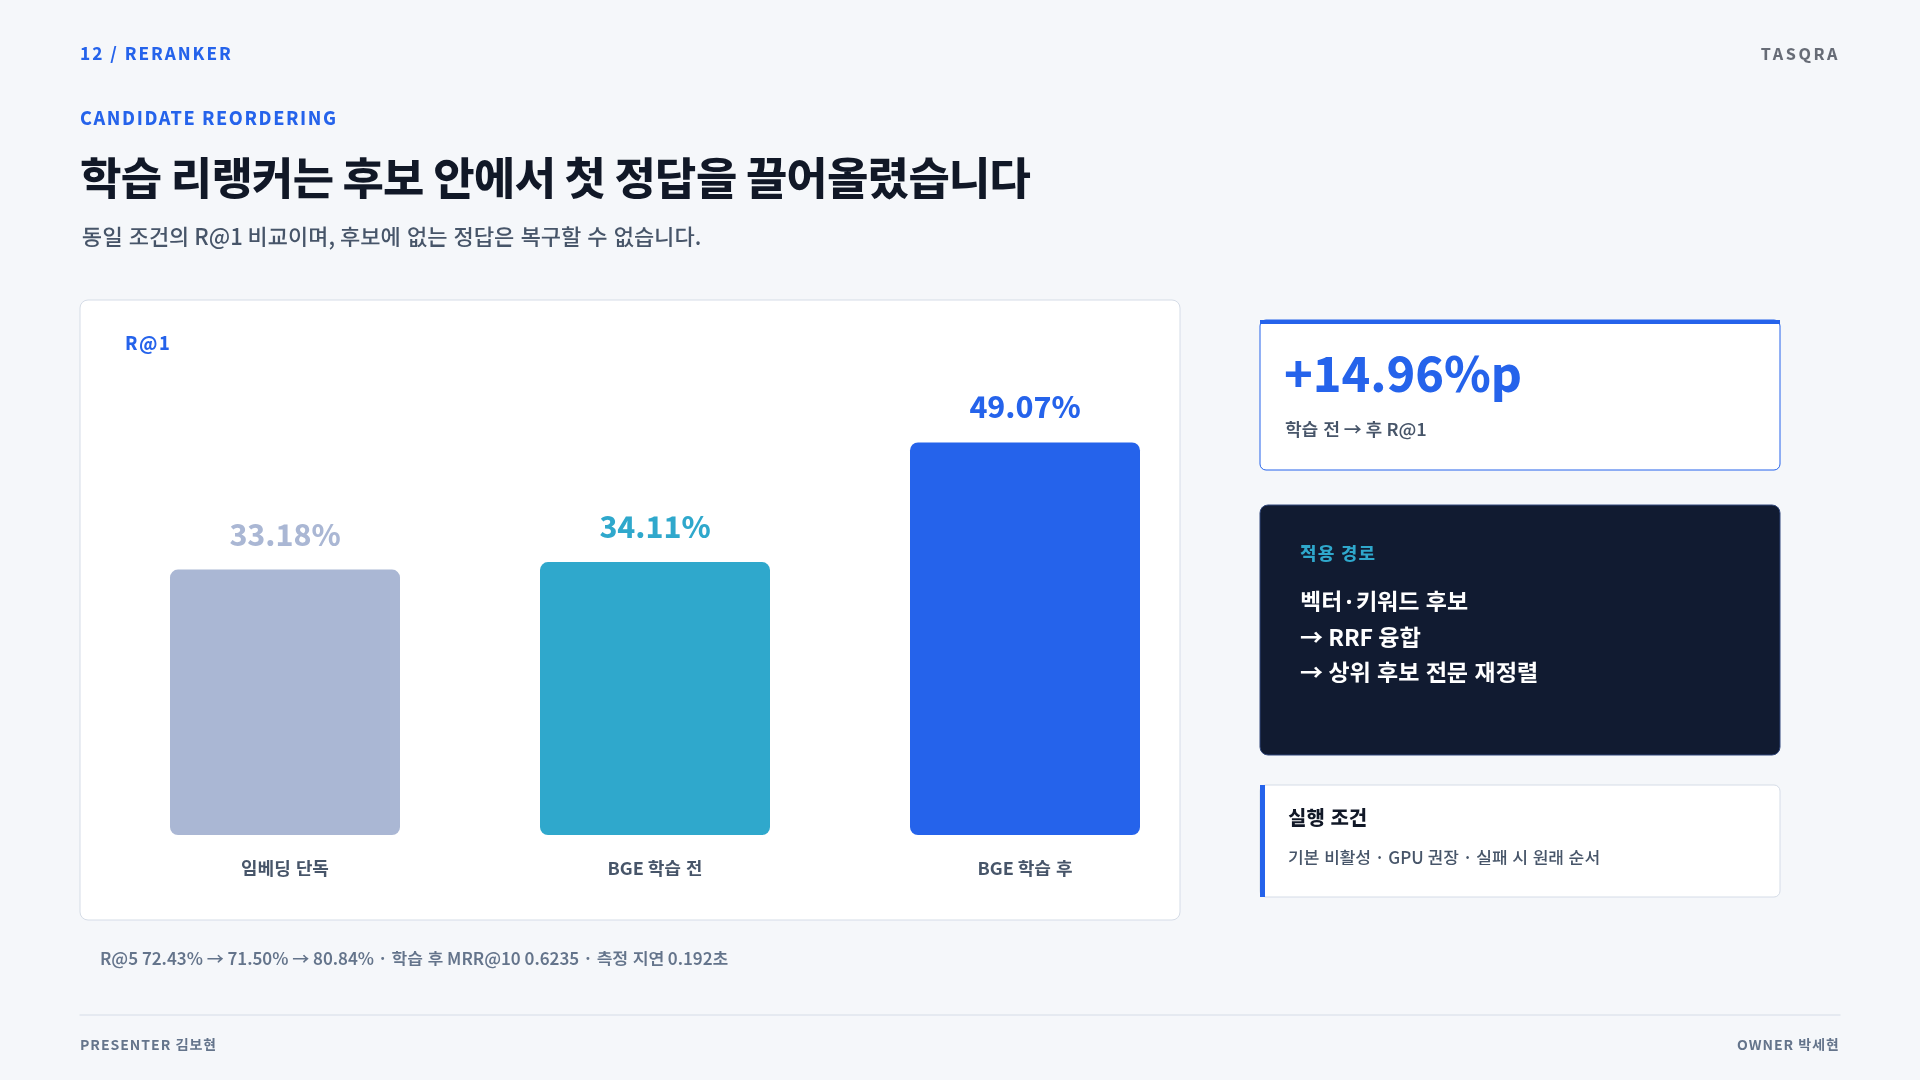 12 / RERANKER
TASQRA
CANDIDATE REORDERING
학습 리랭커는 후보 안에서 첫 정답을 끌어올렸습니다
동일 조건의 R@1 비교이며, 후보에 없는 정답은 복구할 수 없습니다.
R@1
33.18%
34.11%
49.07%
임베딩 단독
BGE 학습 전
BGE 학습 후
R@5 72.43% → 71.50% → 80.84% · 학습 후 MRR@10 0.6235 · 측정 지연 0.192초
+14.96%p
학습 전 → 후 R@1
적용 경로
벡터·키워드 후보
→ RRF 융합
→ 상위 후보 전문 재정렬
실행 조건
기본 비활성 · GPU 권장 · 실패 시 원래 순서
PRESENTER 김보현
OWNER 박세현